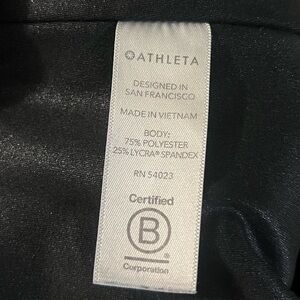 ATHLETA
DESIGNED IN
SAN FRANCISCO
MADE IN VIETNAM
BODY:
75% POLYESTER
25% LYCRA® SPANDEX
RN 54023
Certified
B
Corporation